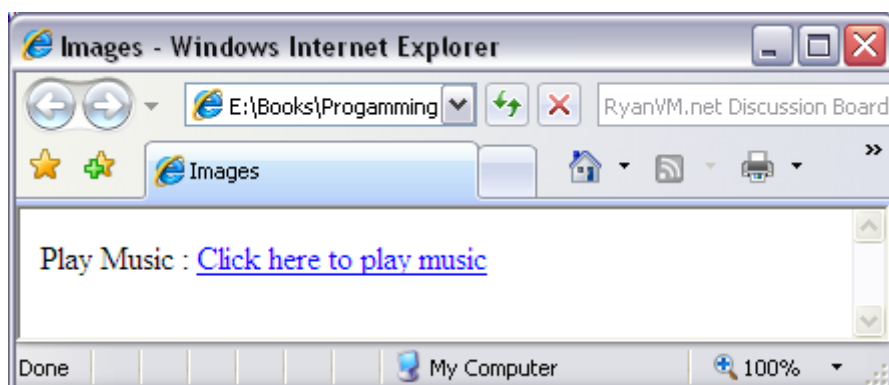 Images - Windows Internet Explorer
E:\Books\Progamming
RyanVM.net Discussion Board
Images
»
Play Music : Click here to play music
Done
My Computer
100%